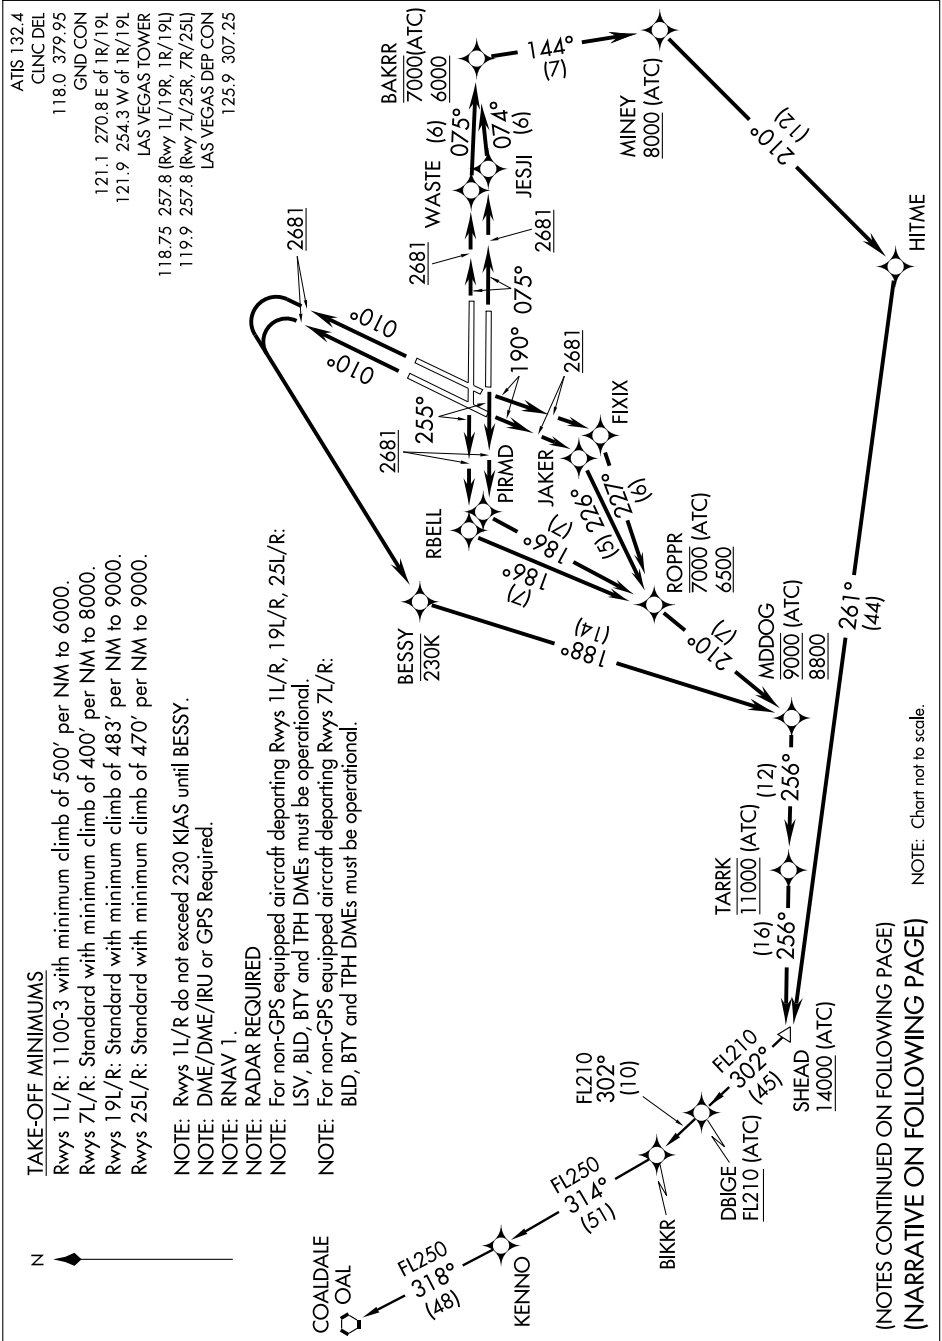 TAKE-OFF MINIMUMS
Rwys 1L/R: 1100-3 with minimum climb of 500' per NM to 6000.
Rwys 7L/R: Standard with minimum climb of 400' per NM to 8000.
Rwys 19L/R: Standard with minimum climb of 483' per NM to 9000.
Rwys 25L/R: Standard with minimum climb of 470' per NM to 9000.
NOTE: Rwys 1L/R do not exceed 230 KIAS until BESSY.
NOTE: DME/DME/IRU or GPS Required.
NOTE: RNAV 1.
NOTE: RADAR REQUIRED
NOTE: For non-GPS equipped aircraft departing Rwys 1L/R, 19L/R, 25L/R:
LSV, BLD, BTY and TPH DMEs must be operational.
NOTE: For non-GPS equipped aircraft departing Rwys 7L/R:
BLD, BTY and TPH DMEs must be operational.
ATIS 132.4
CLNC DEL
118.0 379.95
GND CON
121.1 270.8 E of 1R/19L
121.9 254.3 W of 1R/19L
LAS VEGAS TOWER
118.75 257.8 (Rwy 1L/19R, 1R/19L)
119.9 257.8 (Rwy 7L/25R, 7R/25L)
LAS VEGAS DEP CON
125.9 307.25
N
2681
010°
010°
BAKRR
7000(ATC)
6000
144°
(7)
MINEY
8000 (ATC)
210°
(12)
HITME
WASTE
(6)
075°
074°
(6)
JESJI
2681
2681
075°
190°
2681
FIXIX
JAKER
255°
2681
PIRMD
RBELL
186°
(7)
186°
(7)
(5) 226°
227°
(6)
ROPPR
7000 (ATC)
6500
BESSY
230K
188°
(14)
210°
(7)
MDDOG
9000 (ATC)
8800
261°
(44)
(12)
256°
TARRK
11000 (ATC)
(16)
256°
SHEAD
14000 (ATC)
FL210
302°
(45)
FL210
302°
(10)
DBIGE
FL210 (ATC)
BIKKR
FL250
314°
(51)
KENNO
FL250
318°
(48)
COALDALE
OAL
NOTE: Chart not to scale.
(NOTES CONTINUED ON FOLLOWING PAGE)
(NARRATIVE ON FOLLOWING PAGE)